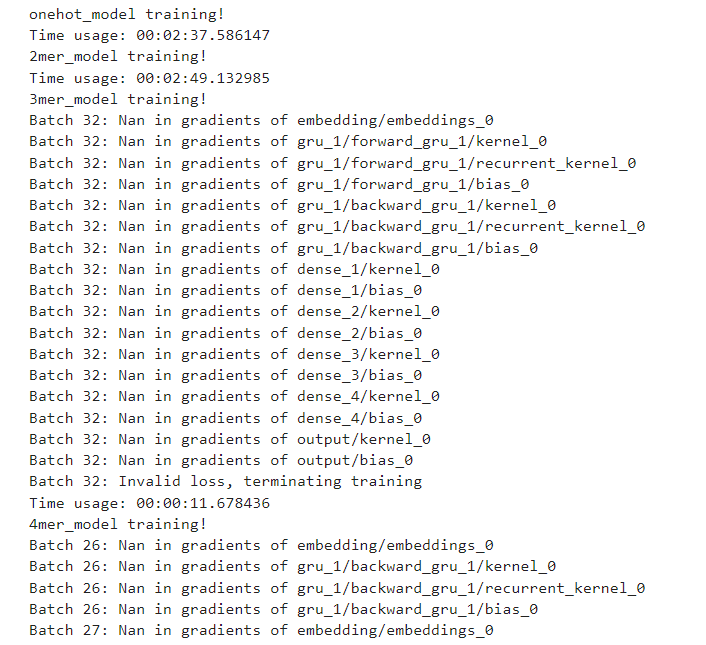 onehot_model training!
Time usage: 00:02:37.586147
2mer_model training!
Time usage: 00:02:49.132985
3mer_model training!
Batch 32: Nan in gradients of embedding/embeddings_0
Batch 32: Nan in gradients of gru_1/forward_gru_1/kernel_0
Batch 32: Nan in gradients of gru_1/forward_gru_1/recurrent_kernel_0
Batch 32: Nan in gradients of gru_1/forward_gru_1/bias_0
Batch 32: Nan in gradients of gru_1/backward_gru_1/kernel_0
Batch 32: Nan in gradients of gru_1/backward_gru_1/recurrent_kernel_0
Batch 32: Nan in gradients of gru_1/backward_gru_1/bias_0
Batch 32: Nan in gradients of dense_1/kernel_0
Batch 32: Nan in gradients of dense_1/bias_0
Batch 32: Nan in gradients of dense_2/kernel_0
Batch 32: Nan in gradients of dense_2/bias_0
Batch 32: Nan in gradients of dense_3/kernel_0
Batch 32: Nan in gradients of dense_3/bias_0
Batch 32: Nan in gradients of dense_4/kernel_0
Batch 32: Nan in gradients of dense_4/bias_0
Batch 32: Nan in gradients of output/kernel_0
Batch 32: Nan in gradients of output/bias_0
Batch 32: Invalid loss, terminating training
Time usage: 00:00:11.678436
4mer_model training!
Batch 26: Nan in gradients of embedding/embeddings_0
Batch 26: Nan in gradients of gru_1/backward_gru_1/kernel_0
Batch 26: Nan in gradients of gru_1/backward_gru_1/recurrent_kernel_0
Batch 26: Nan in gradients of gru_1/backward_gru_1/bias_0
Batch 27: Nan in gradients of embedding/embeddings_0